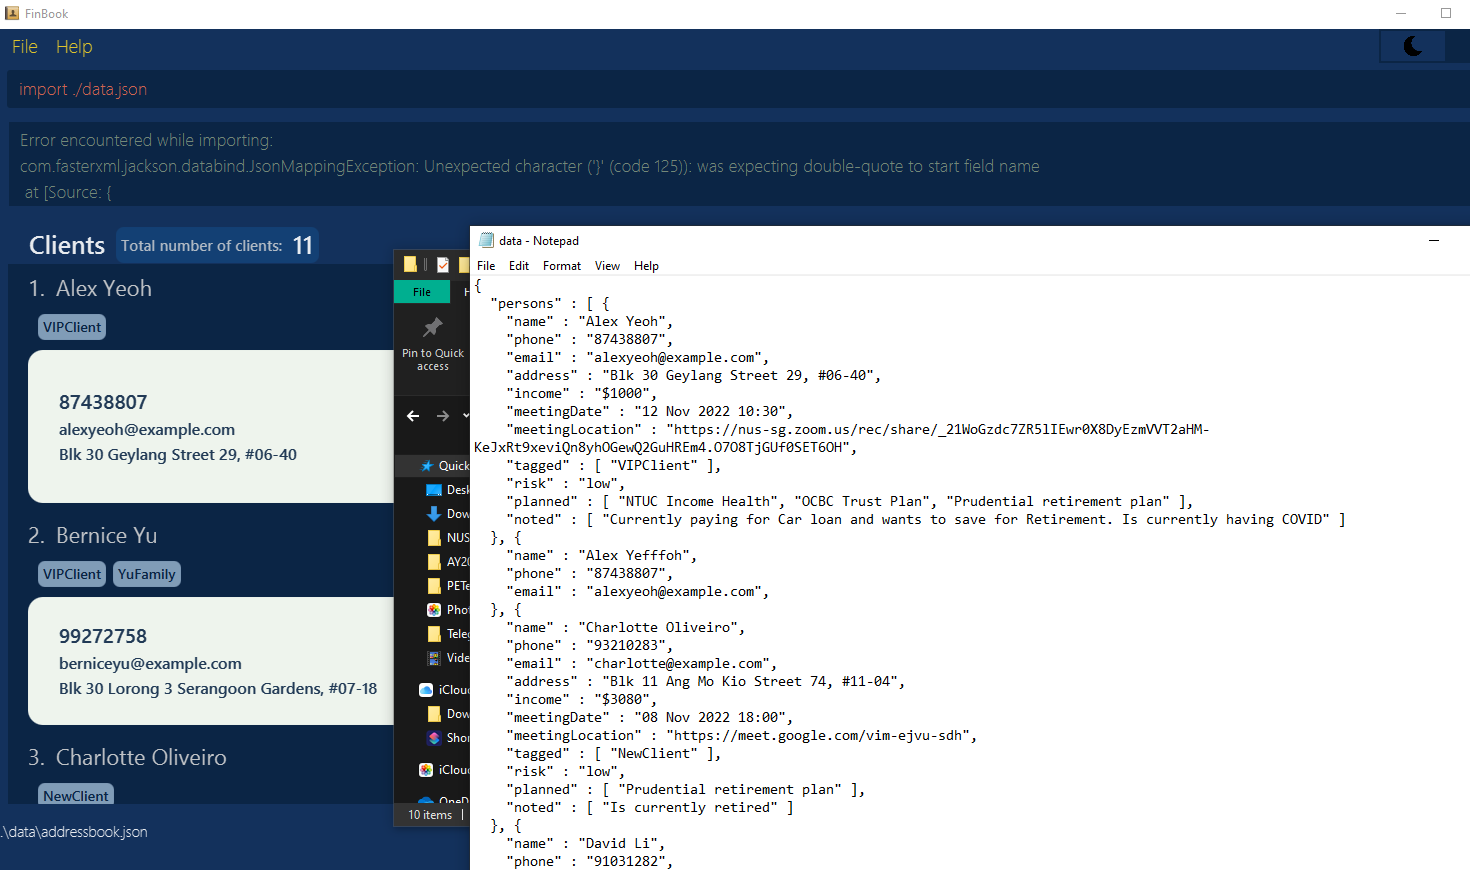 FinBook
File Help
import ./data.json
Error encountered while importing:
com.fasterxml.jackson.databind.JsonMappingException: Unexpected character ('}' (code 125)): was expecting double-quote to start field name
at [Source: {
Clients Total number of clients: 11
1. Alex Yeoh
VIPClient
87438807
alexyeoh@example.com
Blk 30 Geylang Street 29, #06-40
2. Bernice Yu
VIPClient YuFamily
99272758
berniceyu@example.com
Blk 30 Lorong 3 Serangoon Gardens, #07-18
3. Charlotte Oliveiro
NewClient
.\data\addressbook.json
File
Pin to Quick
access
Quick
Desk
Dow
NUS
AY20
PETe
Phot
Teleg
Vide
iCloud
Dow
Shor
iCloud
OneD
10 items
data - Notepad
File Edit Format View Help
{
"persons" : [ {
"name" : "Alex Yeoh",
"phone" : "87438807",
"email" : "alexyeoh@example.com",
"address" : "Blk 30 Geylang Street 29, #06-40",
"income" : "$1000",
"meetingDate" : "12 Nov 2022 10:30",
"meetingLocation" : "https://nus-sg.zoom.us/rec/share/_21WoGzdc7ZR5lIEwr0X8DyEzmVVT2aHM-
KeJxRt9xeviQn8yhOGewQ2GuHREm4.O7O8TjGUf0SET6OH",
"tagged" : [ "VIPClient" ],
"risk" : "low",
"planned" : [ "NTUC Income Health", "OCBC Trust Plan", "Prudential retirement plan" ],
"noted" : [ "Currently paying for Car loan and wants to save for Retirement. Is currently having COVID" ]
}, {
"name" : "Alex Yefffoh",
"phone" : "87438807",
"email" : "alexyeoh@example.com",
}, {
"name" : "Charlotte Oliveiro",
"phone" : "93210283",
"email" : "charlotte@example.com",
"address" : "Blk 11 Ang Mo Kio Street 74, #11-04",
"income" : "$3080",
"meetingDate" : "08 Nov 2022 18:00",
"meetingLocation" : "https://meet.google.com/vim-ejvu-sdh",
"tagged" : [ "NewClient" ],
"risk" : "low",
"planned" : [ "Prudential retirement plan" ],
"noted" : [ "Is currently retired" ]
}, {
"name" : "David Li",
"phone" : "91031282",